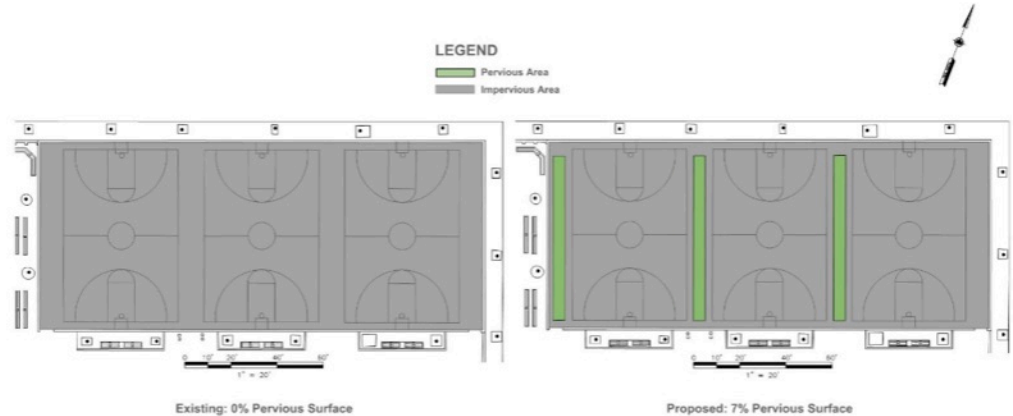 LEGEND
Pervious Area
Impervious Area
0 10' 20' 40' 60'
1" = 20'
0 10' 20' 40' 60'
1" = 20'
Existing: 0% Pervious Surface
Proposed: 7% Pervious Surface